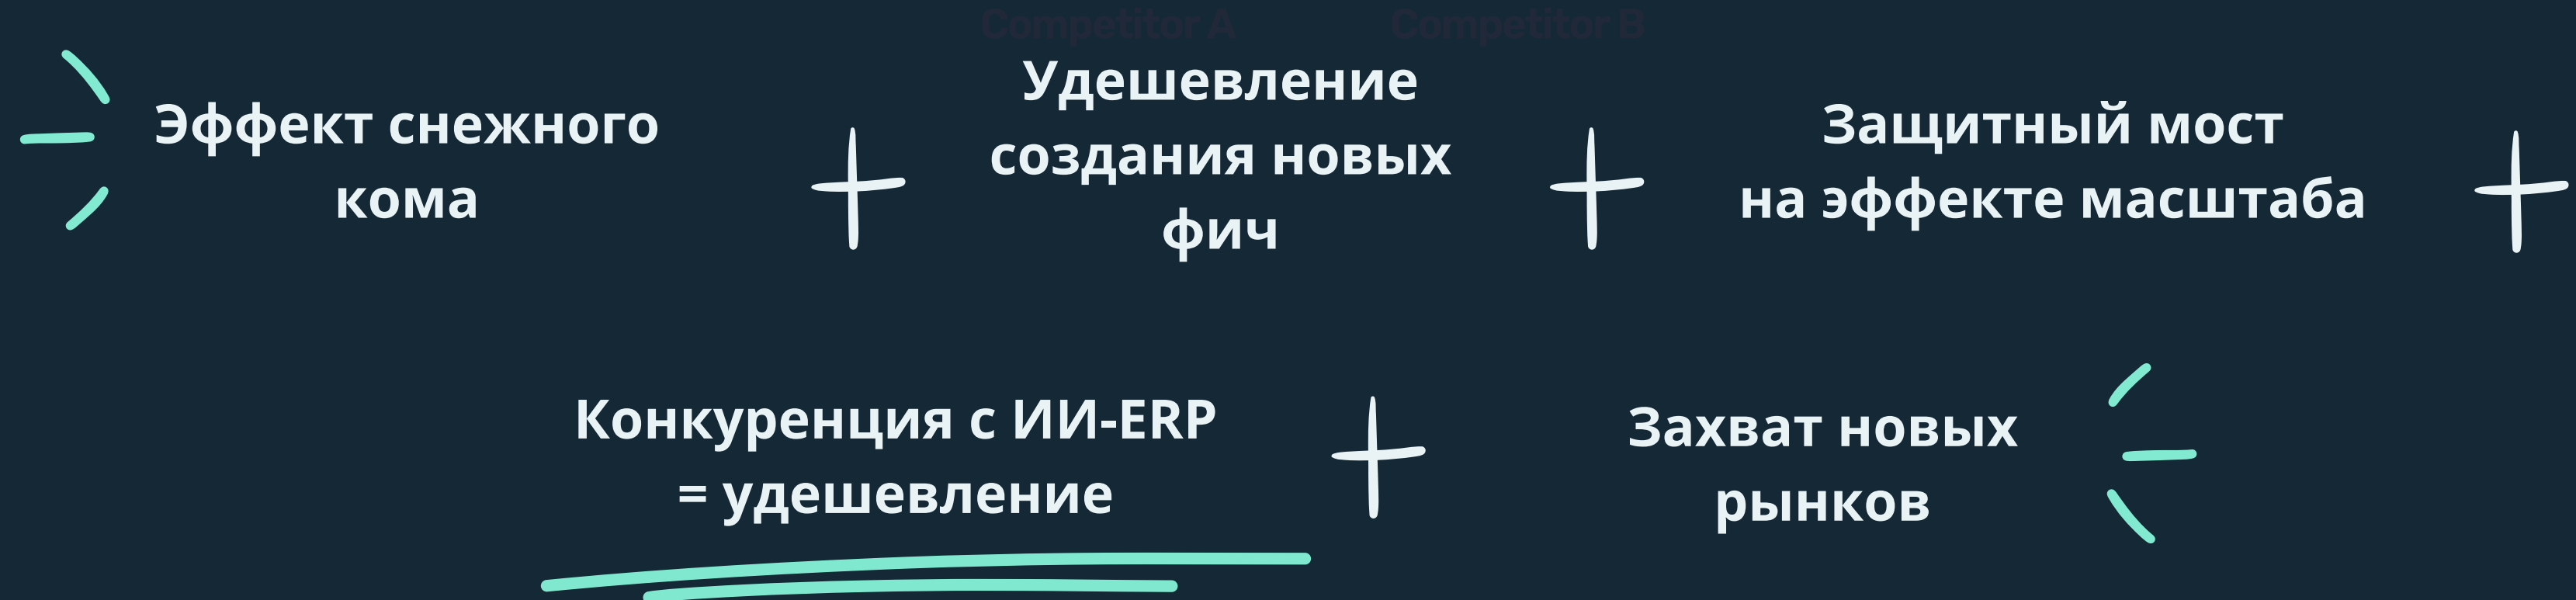 Competitor A
Competitor B
Удешевление
создания новых
фич
Эффект снежного
кома
Защитный мост
на эффекте масштаба
Конкуренция с ИИ-ERP
= удешевление
Захват новых
рынков